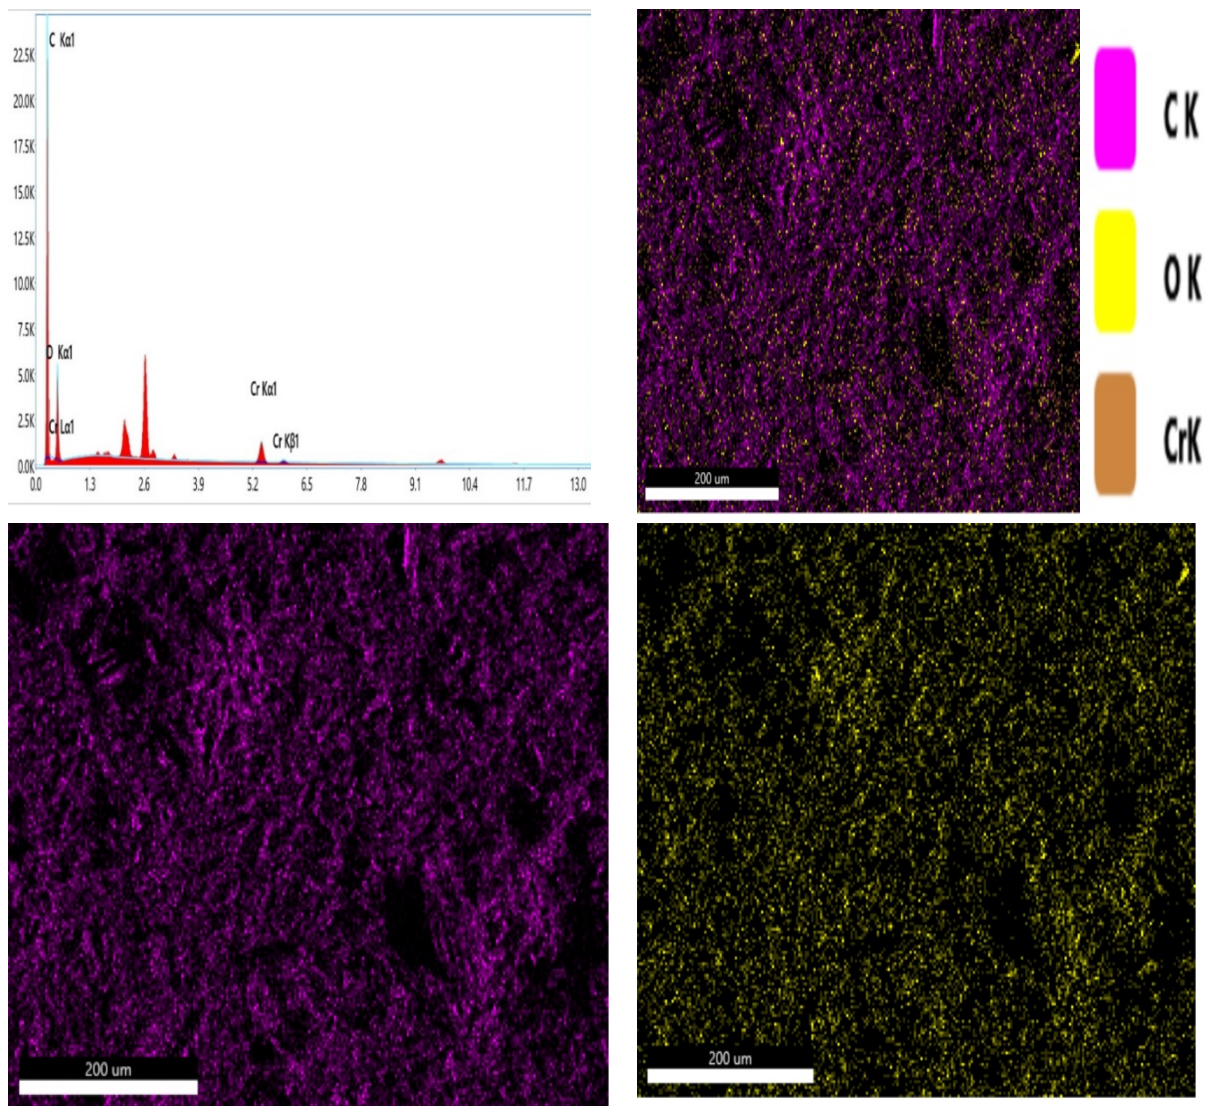 C Kα1
22.5K
20.0K
17.5K
15.0K
12.5K
10.0K
7.5K
O Kα1
5.0K
Cr Kα1
Cr Lα1
Cr Kβ1
2.5K
0.0K
0.0 1.3 2.6 3.9 5.2 6.5 7.8 9.1 10.4 11.7 13.0
200 um
C K
O K
CrK
200 um
200 um